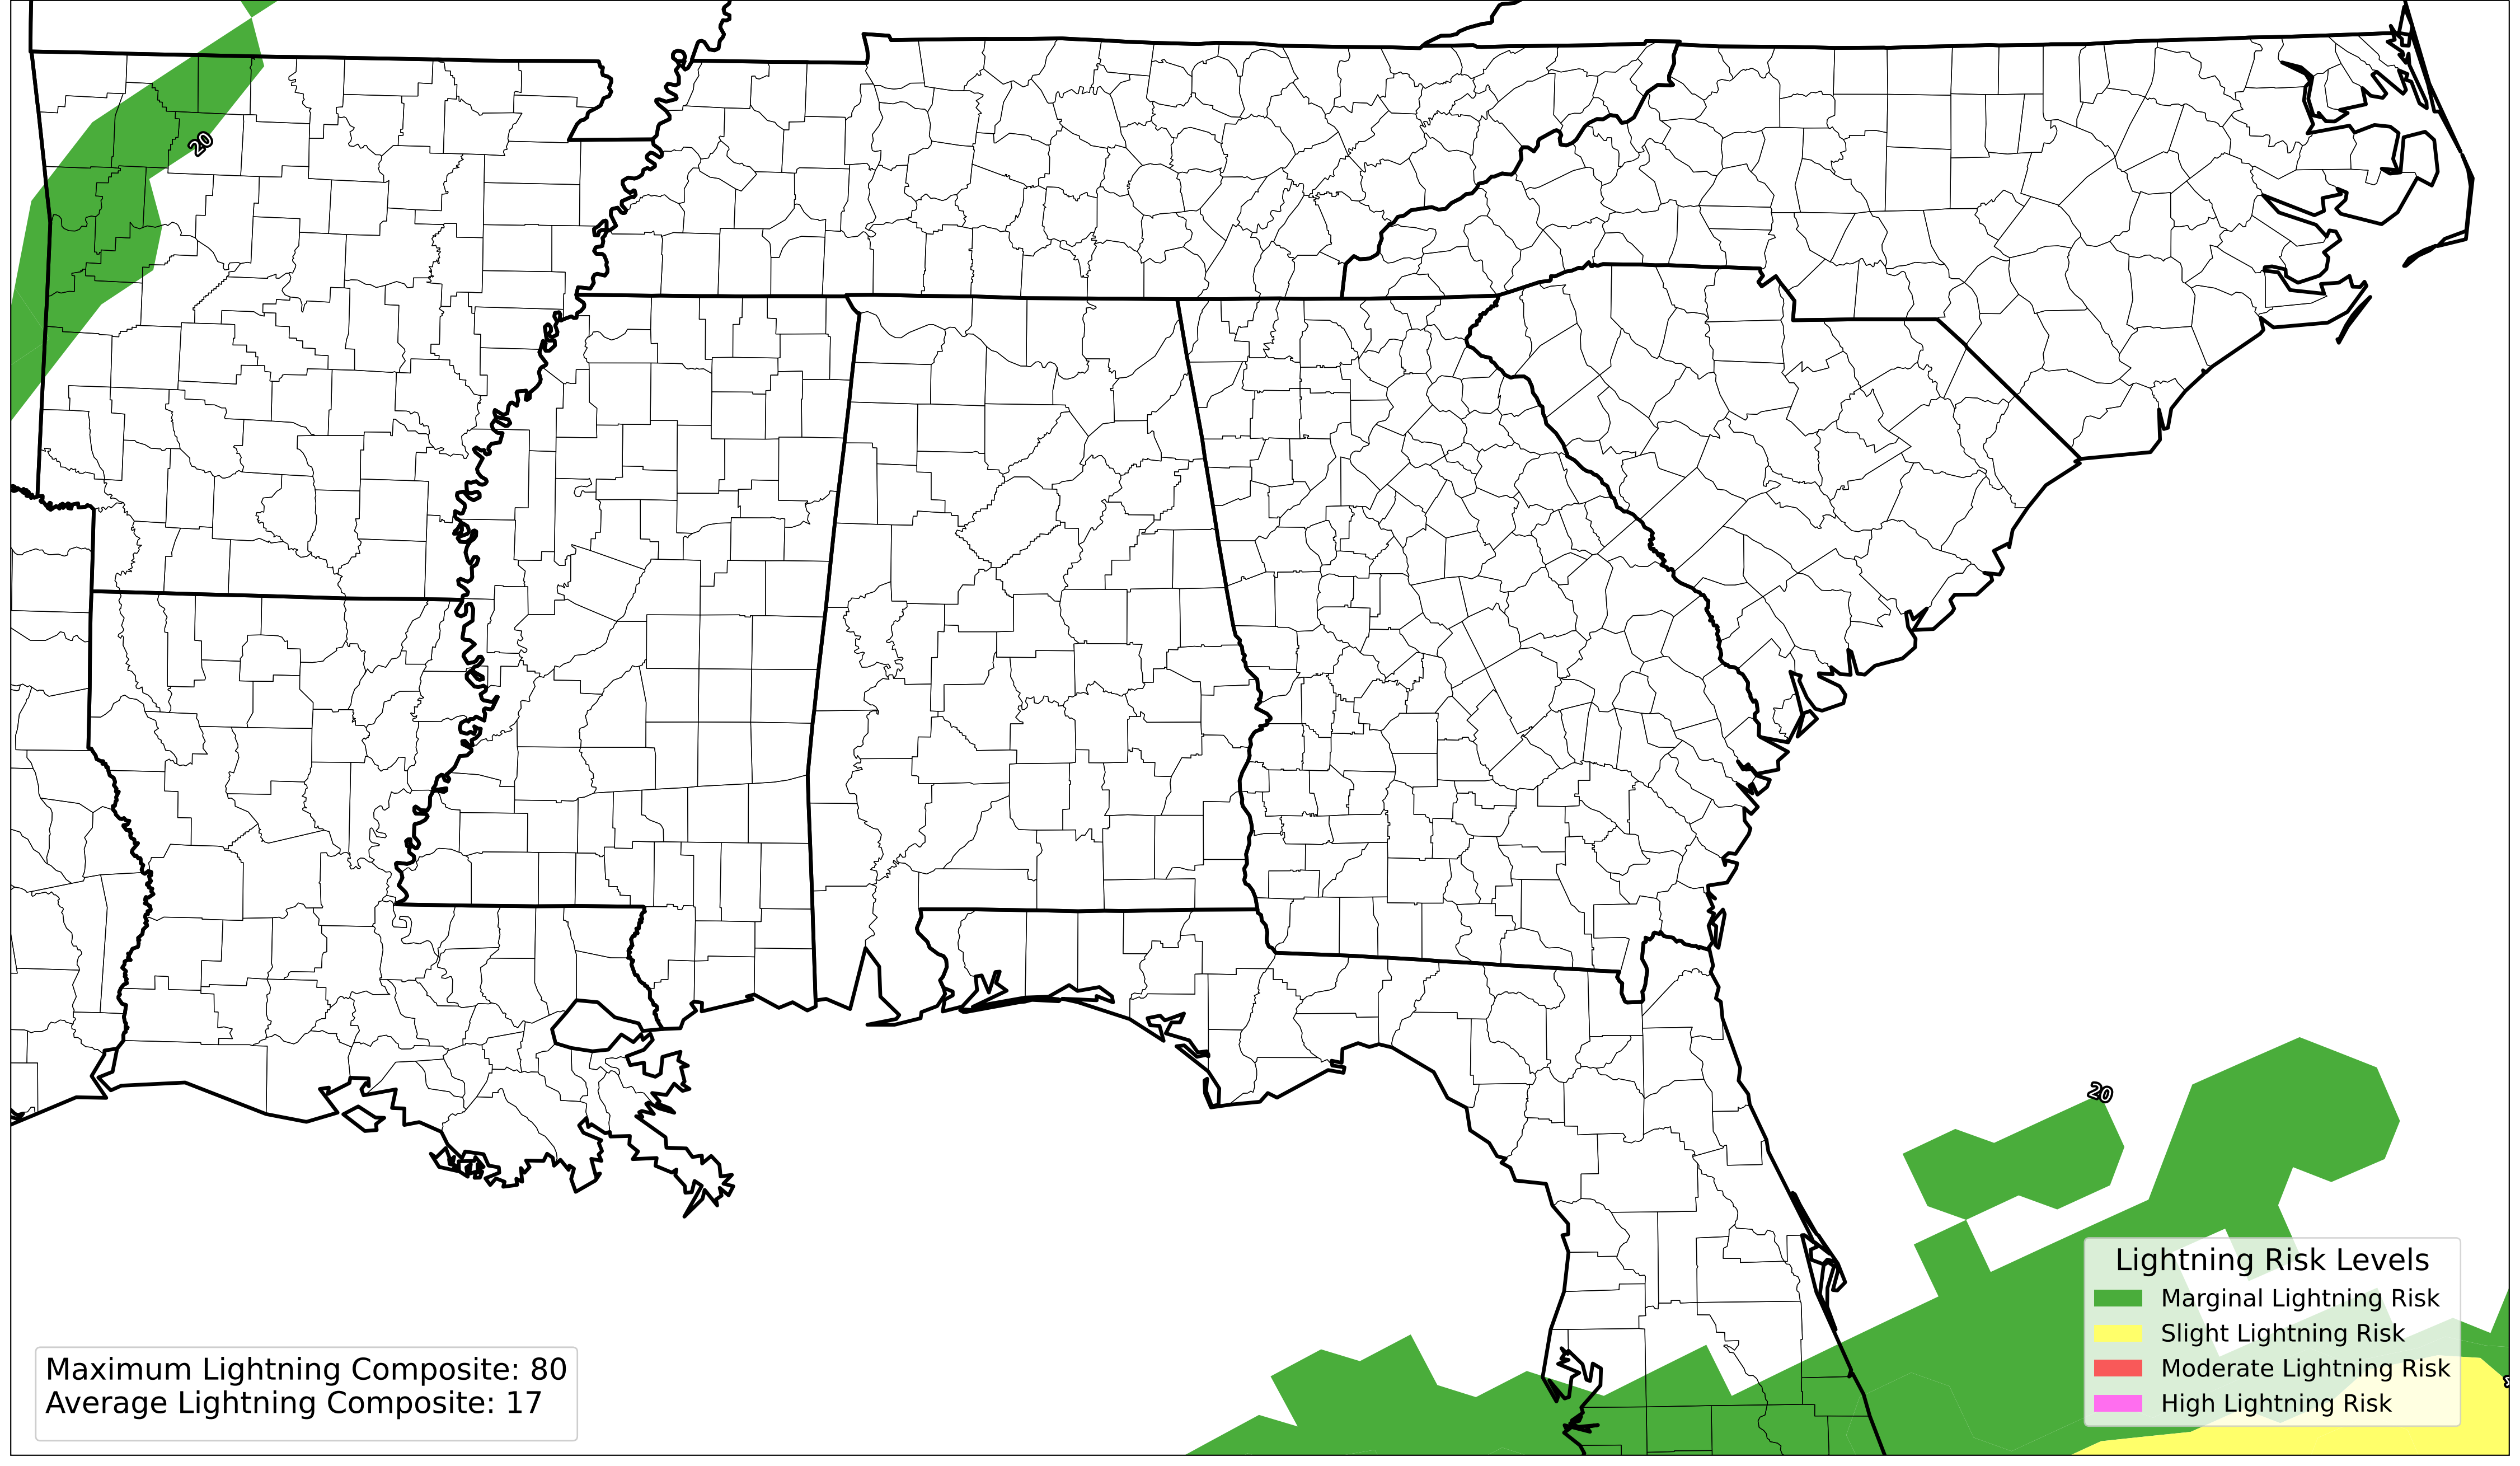 20
20
Lightning Risk Levels
Marginal Lightning Risk
Slight Lightning Risk
Moderate Lightning Risk
High Lightning Risk
Maximum Lightning Composite: 80
Average Lightning Composite: 17